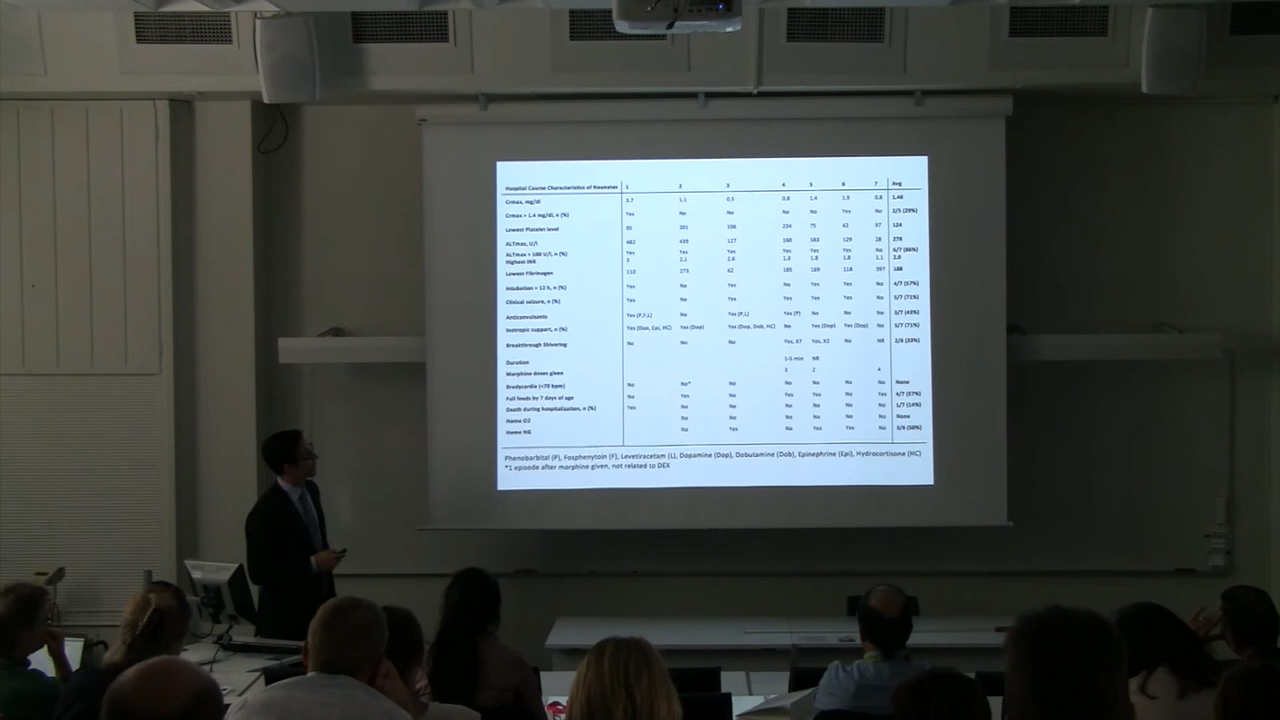 Hospital Course Characteristics of Neonates 1 2 3 4 5 6 7 Avg
Crmax, mg/dl 3.7 1.1 0.5 0.8 1.4 1.9 0.8 1.46
Crmax > 1.4 mg/dl, n (%) Yes No No No No Yes No 2/5 (29%)
Lowest Platelet level 95 201 106 234 75 62 97 124
ALTmax, U/l 482 439 127 160 583 129 28 278
ALTmax > 100 U/l, n (%) Yes Yes Yes Yes Yes Yes No 6/7 (86%)
Highest INR 3 2.1 2.6 1.3 1.8 1.8 1.1 2.0
Lowest Fibrinogen 110 273 62 185 169 118 397 188
Intubation > 12 h, n (%) Yes No Yes No Yes Yes No 4/7 (57%)
Clinical seizure, n (%) Yes No Yes Yes Yes Yes No 5/7 (71%)
Anticonvulsants Yes (P,F,L) No Yes (P,L) Yes (P) No No No 3/7 (43%)
Inotropic support, n (%) Yes (Dop, Epi, HC) Yes (Dop) Yes (Dop, Dob, HC) No Yes (Dop) Yes (Dop) No 5/7 (71%)
Breakthrough Shivering No No No Yes, X7 Yes, X2 No NR 2/6 (33%)
Duration 1-5 min NR
Morphine doses given 3 2 4
Bradycardia (<70 bpm) No No* No No No No No None
Full feeds by 7 days of age No Yes No Yes Yes No Yes 4/7 (57%)
Death during hospitalization, n (%) Yes No No No No No No 1/7 (14%)
Home O2 No No No No No No None
Home NG No Yes No Yes Yes No 3/6 (50%)
Phenobarbital (P), Fosphenytoin (F), Levetiracetam (L), Dopamine (Dop), Dobutamine (Dob), Epinephrine (Epi), Hydrocortisone (HC)
*1 episode after morphine given, not related to DEX